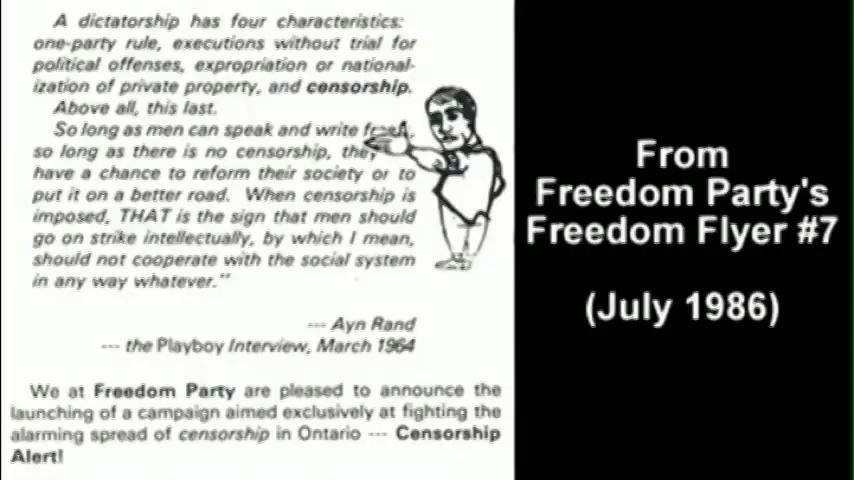 A dictatorship has four characteristics:
one-party rule, executions without trial for
political offenses, expropriation or national-
ization of private property, and censorship.
Above all, this last.
So long as men can speak and write freely,
so long as there is no censorship, they
have a chance to reform their society or to
put it on a better road. When censorship is
imposed, THAT is the sign that men should
go on strike intellectually, by which I mean,
should not cooperate with the social system
in any way whatever."
--- Ayn Rand
--- the Playboy Interview, March 1964
We at Freedom Party are pleased to announce the
launching of a campaign aimed exclusively at fighting the
alarming spread of censorship in Ontario --- Censorship
Alert!
From
Freedom Party's
Freedom Flyer #7
(July 1986)